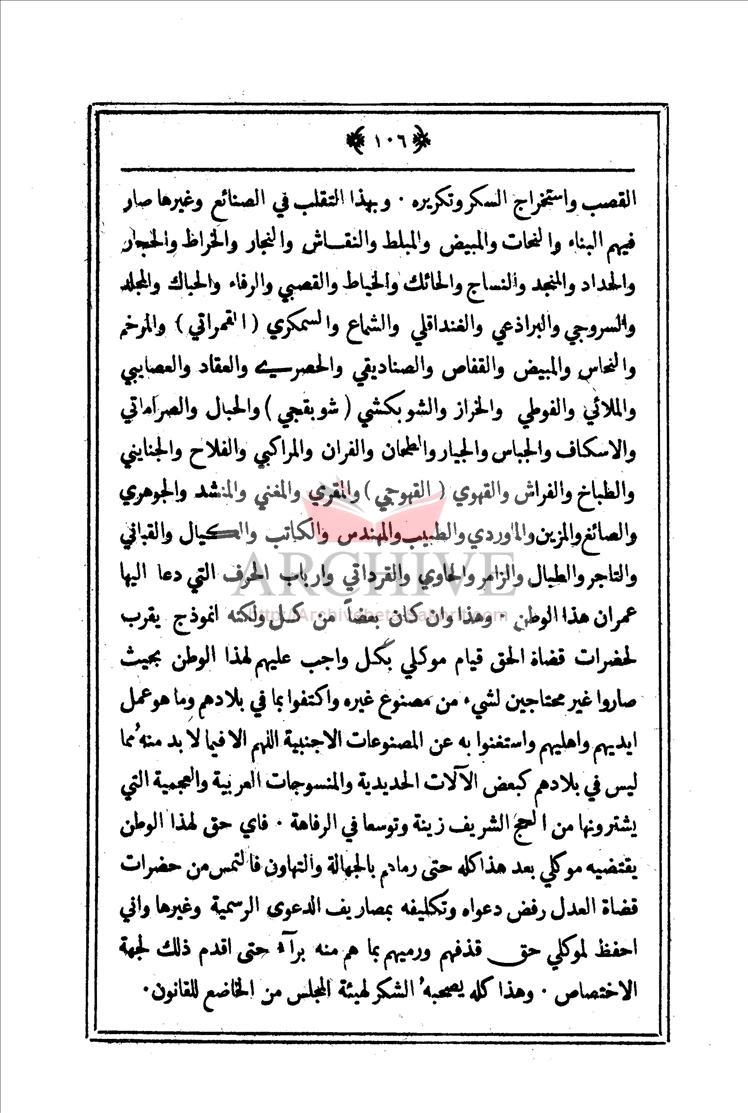 ﴿ ١٠٦ ﴾
القصب واستخراج السكر وتكريره . وبهذا التقلب في الصنائع وغيرها صار
فيهم البناء والنحات والمبيض والمبلط والنقاش والنجار والخراظ والحجار
والحداد والمنجد والنساج والحائك والخياط والقصبي والرفاء والحباك والمجلد
والسروجي والبراذعي والفنداقلي والشماع والسمكري ( القمراتي ) والمرخم
والنحاس والمبيض والقفاص والصناديقي والحصري والعقاد والعصايبي
والملائي والفوطي والخراز والشوبكشي ( شوبقجي ) والحبال والصراماتي
والاسكاف والجباس والجيار والطحان والفران والمراكبي والفلاح والجنايني
والطباخ والفراش والقهوي ( القهوجي ) والمقري والمغني والمنشد والجوهري
والصائغ والمزين والماوردي والطبيب والمهندس والكاتب والكيال والقباني
والتاجر والطبال والزامر والحاوي والقرداتي وارباب الحرف التي دعا اليها
عمران هذا الوطن . وهذا وان كان بعضاً من كل ولكنه انموذج يقرب
لحضرات قضاة الحق قيام موكلي بكل واجب عليهم لهذا الوطن بحيث
صاروا غير محتاجين لشيء من مصنوع غيره واكتفوا بما في بلادهم وما هو عمل
ايديهم واهليهم واستغنوا به عن المصنوعات الاجنبية اللهم الا فيما لا بد منه مما
ليس في بلادهم كبعض الآلات الحديدية والمنسوجات العربية والعجمية التي
يشترونها من الحج الشريف زينة وتوسعا في الرفاهة . فاي حق لهذا الوطن
يقتضيه موكلي بعد هذا كله حتى رماهم بالجهالة والتهاون فالتمس من حضرات
قضاة العدل رفض دعواه وتكليفه بمصاريف الدعوى الرسمية وغيرها واني
احفظ لموكلي حق قذفهم ورميهم بما هم منه برآء حتى اقدم ذلك لجهة
الاختصاص . وهذا كله يصحبه الشكر لهيئة المجلس من الخاضع للقانون .
ARCHIVE